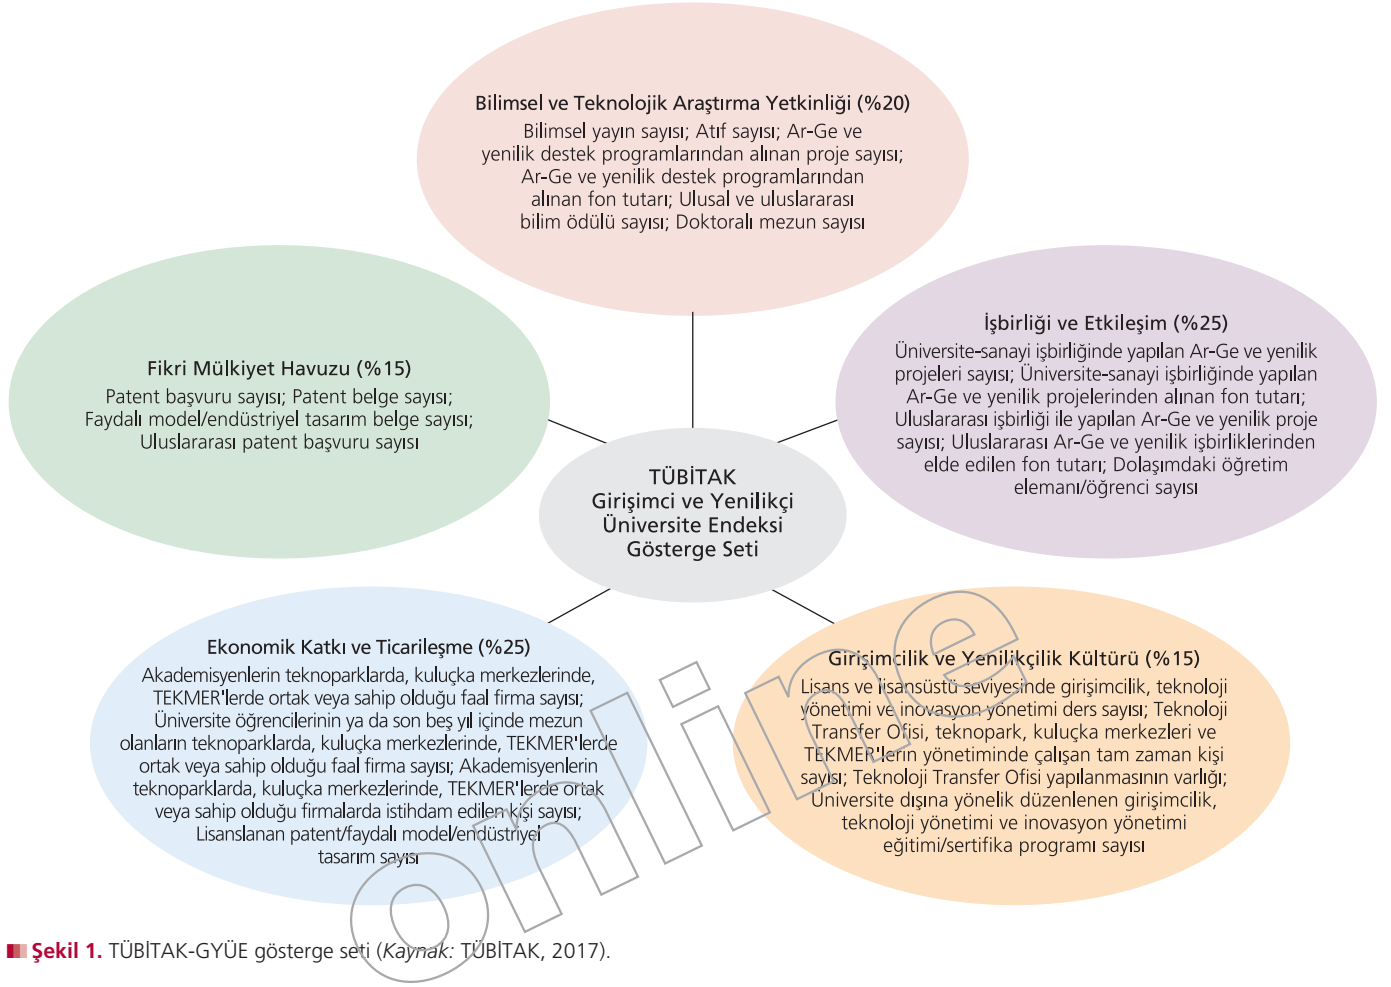 Bilimsel ve Teknolojik Araştırma Yetkinliği (%20)
Bilimsel yayın sayısı; Atıf sayısı; Ar-Ge ve
yenilik destek programlarından alınan proje sayısı;
Ar-Ge ve yenilik destek programlarından
alınan fon tutarı; Ulusal ve uluslararası
bilim ödülü sayısı; Doktoralı mezun sayısı
Fikri Mülkiyet Havuzu (%15)
Patent başvuru sayısı; Patent belge sayısı;
Faydalı model/endüstriyel tasarım belge sayısı;
Uluslararası patent başvuru sayısı
İşbirliği ve Etkileşim (%25)
Üniversite-sanayi işbirliğinde yapılan Ar-Ge ve yenilik
projeleri sayısı; Üniversite-sanayi işbirliğinde yapılan
Ar-Ge ve yenilik projelerinden alınan fon tutarı;
Uluslararası işbirliği ile yapılan Ar-Ge ve yenilik proje
sayısı; Uluslararası Ar-Ge ve yenilik işbirliklerinden
elde edilen fon tutarı; Dolaşımdaki öğretim
elemanı/öğrenci sayısı
TÜBİTAK
Girişimci ve Yenilikçi
Üniversite Endeksi
Gösterge Seti
Ekonomik Katkı ve Ticarileşme (%25)
Akademisyenlerin teknoparklarda, kuluçka merkezlerinde,
TEKMER'lerde ortak veya sahip olduğu faal firma sayısı;
Üniversite öğrencilerinin ya da son beş yıl içinde mezun
olanların teknoparklarda, kuluçka merkezlerinde, TEKMER'lerde
ortak veya sahip olduğu faal firma sayısı; Akademisyenlerin
teknoparklarda, kuluçka merkezlerinde, TEKMER'lerde ortak
veya sahip olduğu firmalarda istihdam edilen kişi sayısı;
Lisanslanan patent/faydalı model/endüstriyel
tasarım sayısı
Girişimcilik ve Yenilikçilik Kültürü (%15)
Lisans ve lisansüstü seviyesinde girişimcilik, teknoloji
yönetimi ve inovasyon yönetimi ders sayısı; Teknoloji
Transfer Ofisi, teknopark, kuluçka merkezleri ve
TEKMER'lerin yönetiminde çalışan tam zaman kişi
sayısı; Teknoloji Transfer Ofisi yapılanmasının varlığı;
Üniversite dışına yönelik düzenlenen girişimcilik,
teknoloji yönetimi ve inovasyon yönetimi
eğitimi/sertifika programı sayısı
online
Şekil 1. TÜBİTAK-GYÜE gösterge seti (Kaynak: TÜBİTAK, 2017).